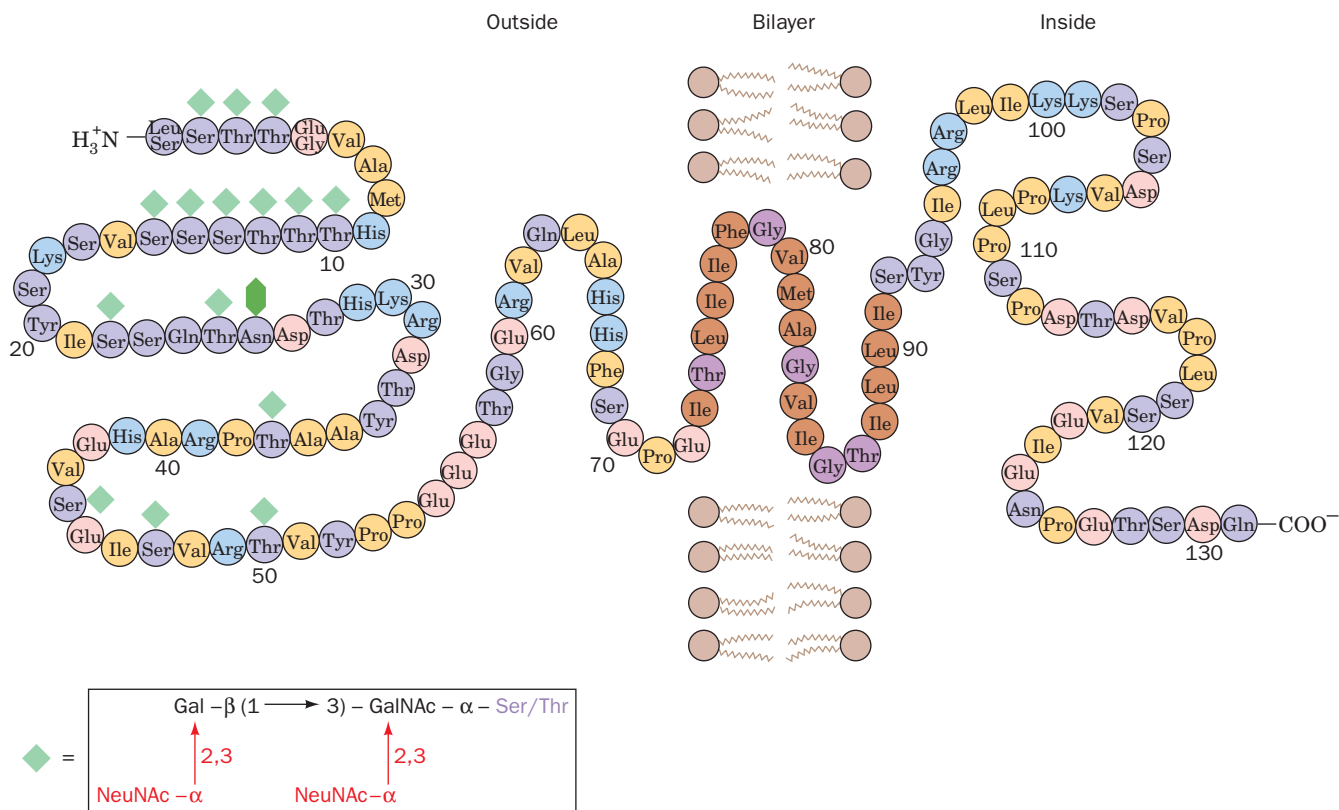 Outside
Bilayer
Inside
H3+N
Leu Ser Ser Thr Thr Glu Gly Val Ala Met His
Thr Thr Thr Ser Ser Ser Val Ser Lys Ser Tyr
10
20
Ile Ser Ser Gln Thr Asn Asp Thr His Lys Arg Asp Thr Tyr
30
Ala Ala Thr Pro Arg Ala His Glu Val Ser Glu
40
Ile Ser Val Arg Thr Val Tyr Pro Pro Glu Glu Glu Thr Gly Glu Arg Val
50
60
Gln Leu Ala His His Phe Ser Glu Pro Glu
70
Ile Thr Leu Ile Ile Phe Gly Val Met Ala Gly Val Ile Gly Thr Ile Leu Leu Ile
80
90
Ser Tyr Gly Ile Arg Arg Leu Ile Lys Lys Ser Pro Ser
100
Asp Val Lys Pro Leu Pro Ser Pro
110
Asp Thr Asp Val Pro Leu Ser Ser Val Glu Ile Glu Asn
120
Pro Glu Thr Ser Asp Gln COO−
130
Gal – β (1 → 3) – GalNAc – α – Ser/Thr
=
2,3 2,3
NeuNAc – α NeuNAc – α